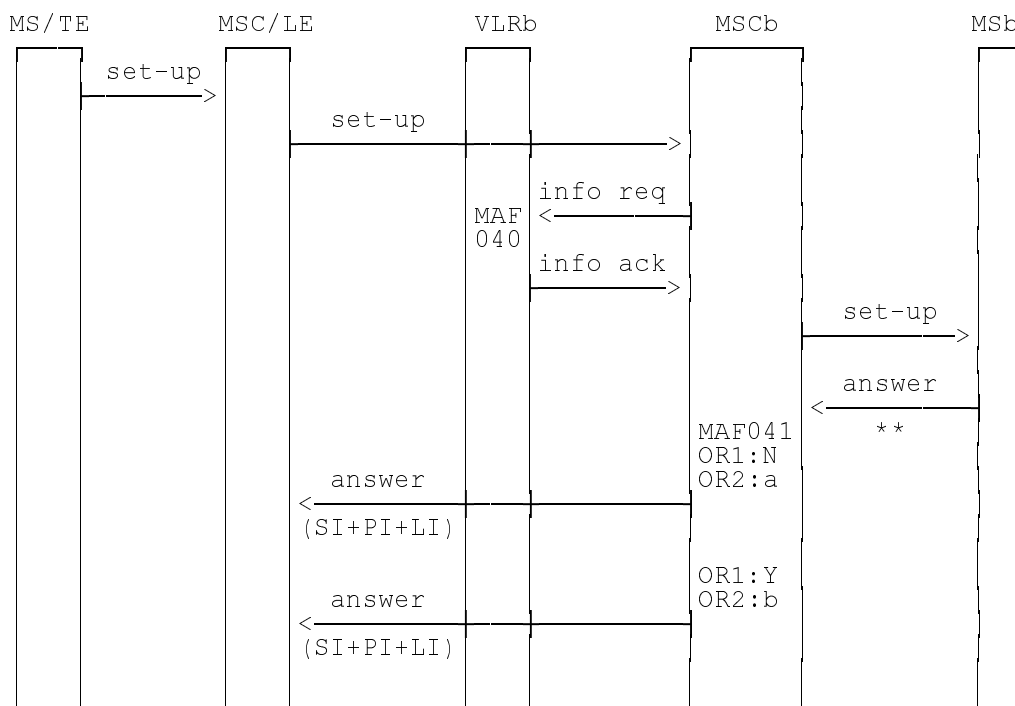 MS/TE MSC/LE VLRb MSCb MSb
set-up
set-up
info req
MAF
040
info ack
set-up
answer
**
MAF041
OR1:N
OR2:a
answer
(SI+PI+LI)
OR1:Y
OR2:b
answer
(SI+PI+LI)